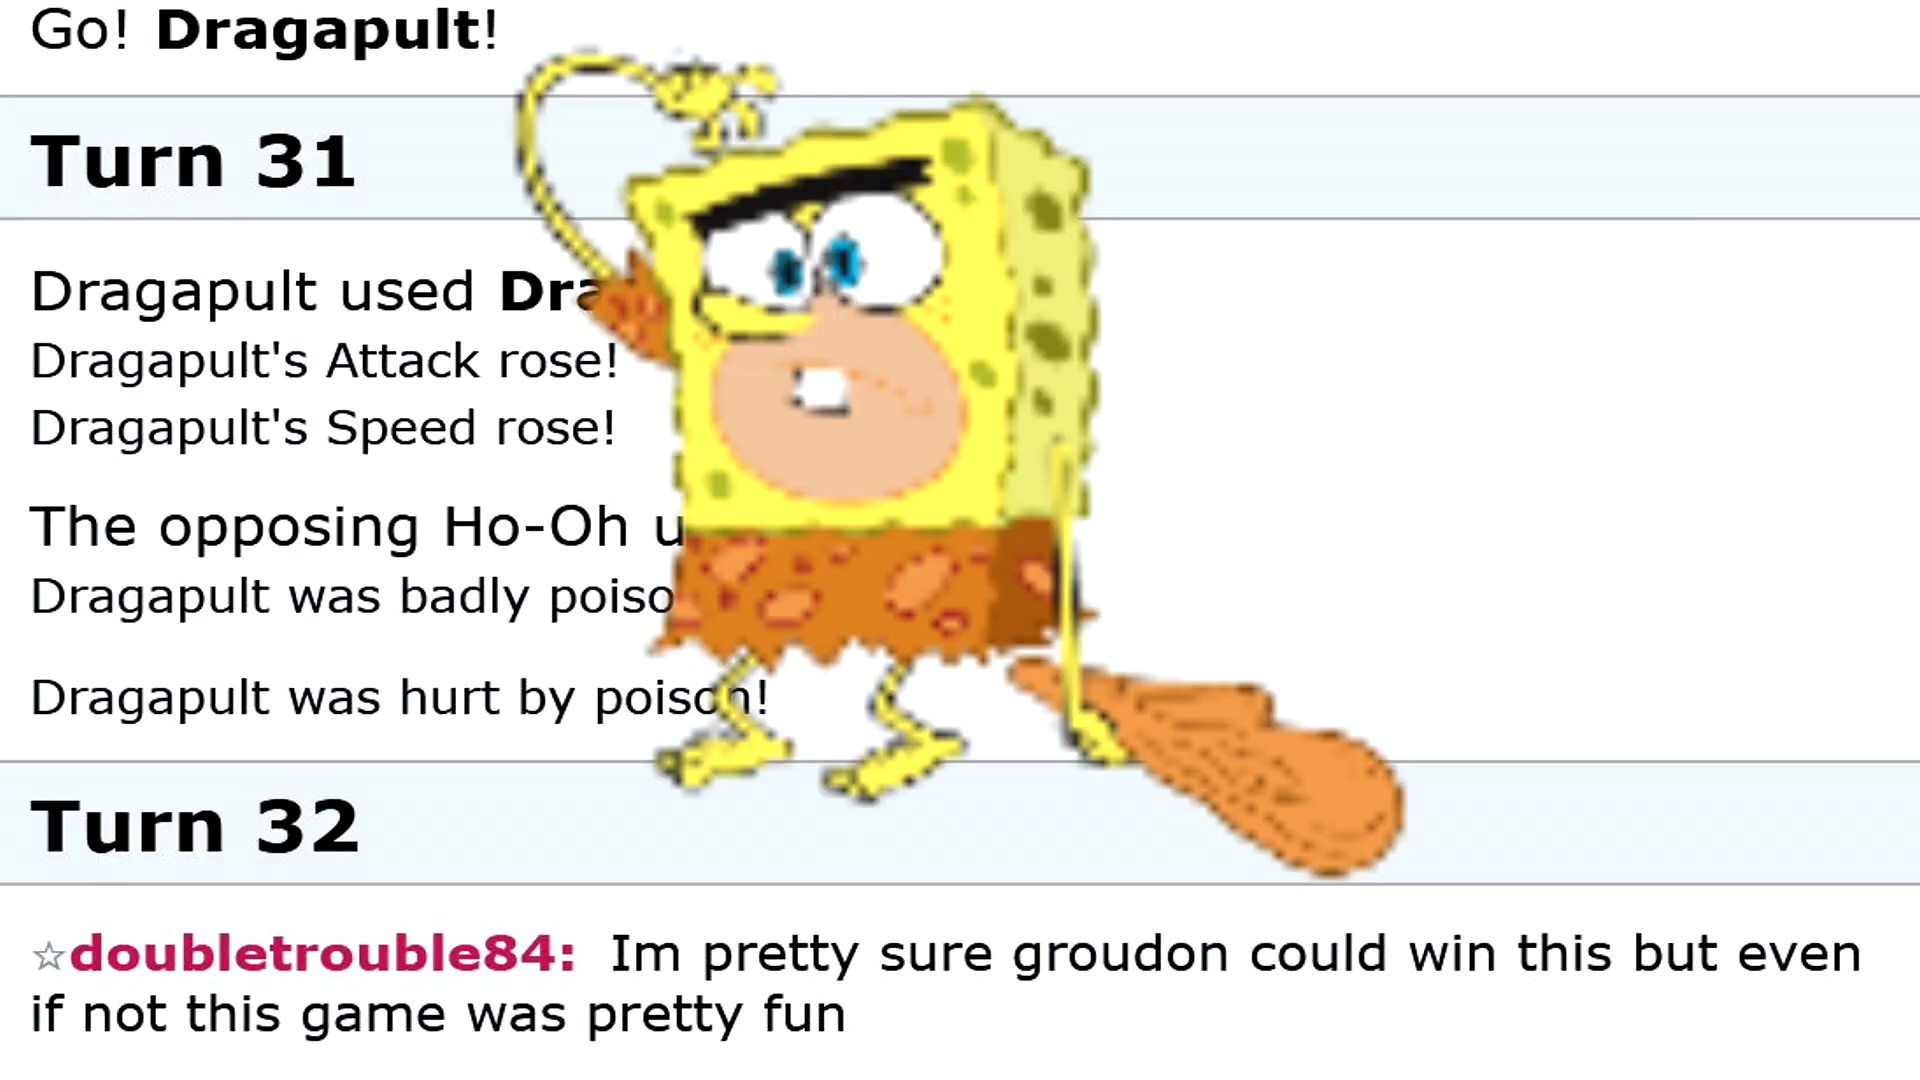 Go! Dragapult!
Turn 31
Dragapult used
Dragapult's Attack rose!
Dragapult's Speed rose!
The opposing Ho-Oh
Dragapult was badly
Dragapult was hurt by poison!
Turn 32
☆doubletrouble84: Im pretty sure groudon could win this but even
if not this game was pretty fun